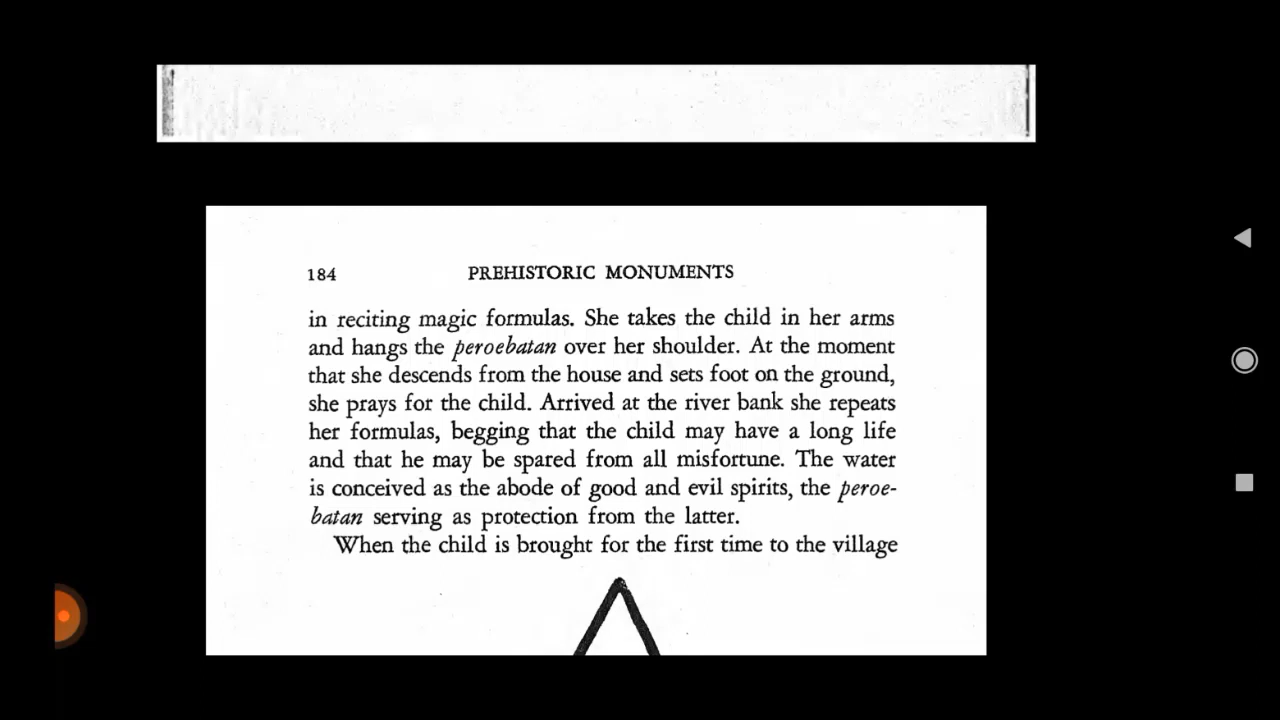 184 PREHISTORIC MONUMENTS
in reciting magic formulas. She takes the child in her arms
and hangs the peroebatan over her shoulder. At the moment
that she descends from the house and sets foot on the ground,
she prays for the child. Arrived at the river bank she repeats
her formulas, begging that the child may have a long life
and that he may be spared from all misfortune. The water
is conceived as the abode of good and evil spirits, the peroe-
batan serving as protection from the latter.
When the child is brought for the first time to the village